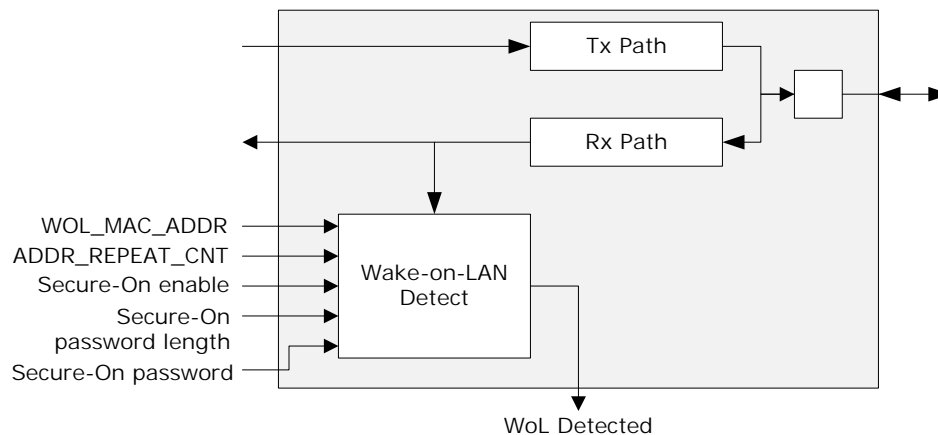 Tx Path
Rx Path
WOL_MAC_ADDR
ADDR_REPEAT_CNT
Secure-On enable
Secure-On
password length
Secure-On password
Wake-on-LAN
Detect
WoL Detected